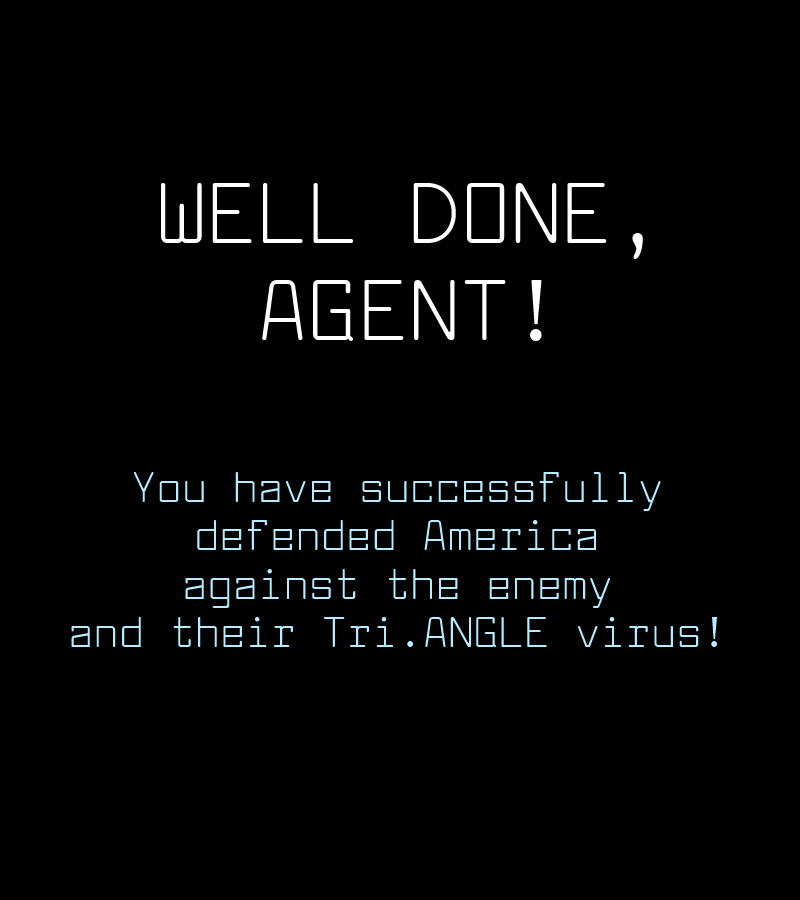 WELL DONE,
AGENT!
You have successfully
defended America
against the enemy
and their Tri.ANGLE virus!